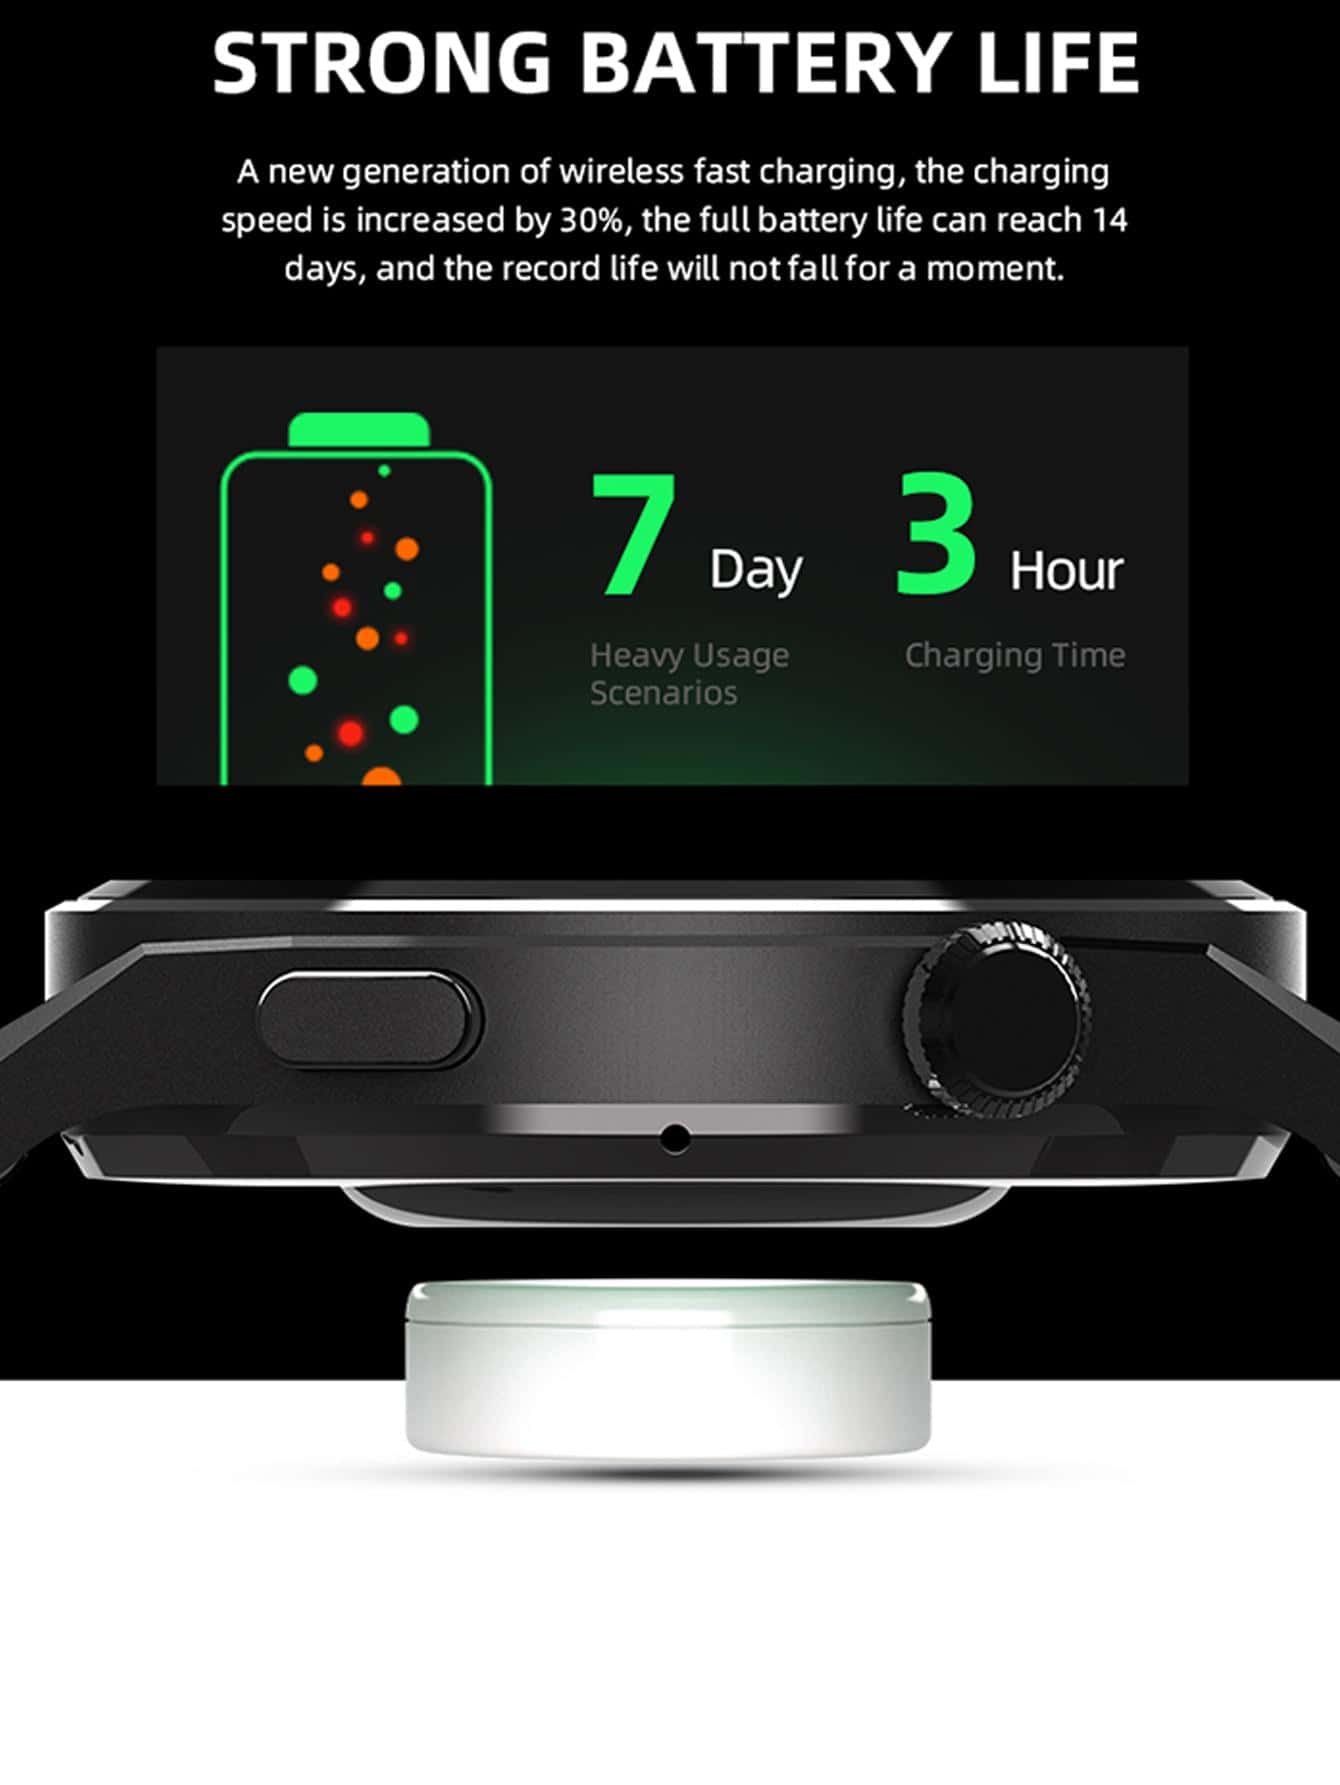 STRONG BATTERY LIFE
A new generation of wireless fast charging, the charging
speed is increased by 30%, the full battery life can reach 14
days, and the record life will not fall for a moment.
7 Day 3 Hour
Heavy Usage Charging Time
Scenarios